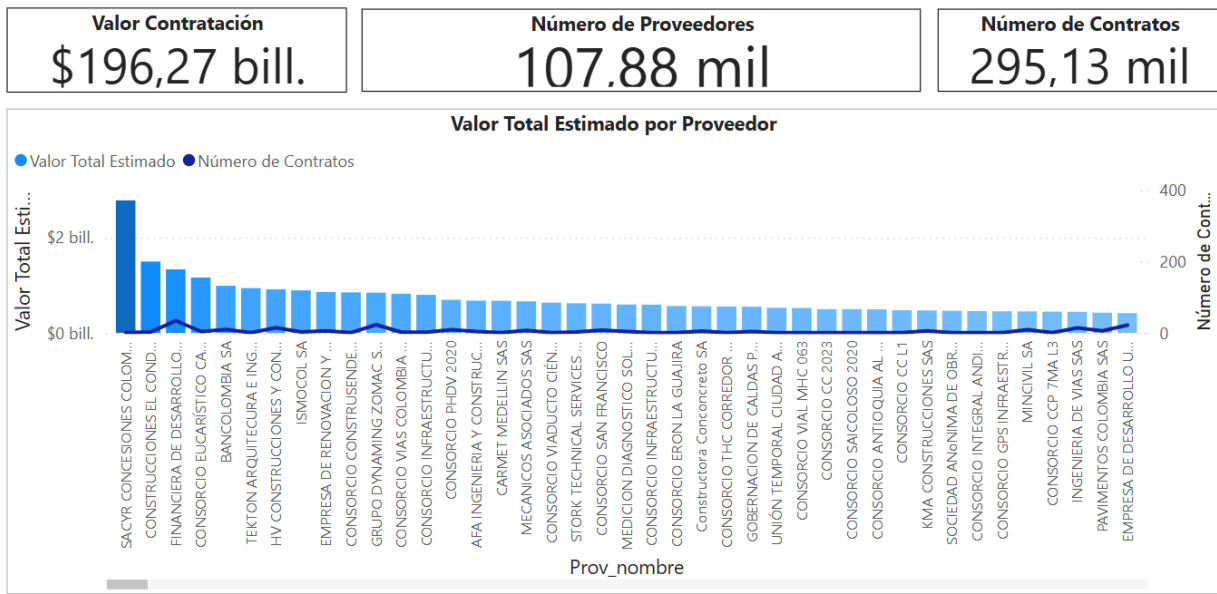 Valor Contratación
$196,27 bill.
Número de Proveedores
107,88 mil
Número de Contratos
295,13 mil
Valor Total Estimado por Proveedor
Valor Total Estimado
Número de Contratos
Valor Total Esti...
$2 bill.
$0 bill.
400
200
0
Número de Cont...
SACYR CONCESIONES COLOM...
CONSTRUCCIONES EL COND...
FINANCIERA DE DESARROLLO...
CONSORCIO EUCARÍSTICO CA...
BANCOLOMBIA SA
TEKTON ARQUITECURA E ING...
HV CONSTRUCCIONES Y CON...
ISMOCOL SA
EMPRESA DE RENOVACION Y ...
CONSORCIO CONSTRUSENDE...
GRUPO DYNAMING ZOMAC S...
CONSORCIO VIAS COLOMBIA ...
CONSORCIO INFRAESTRUCTU...
CONSORCIO PHDV 2020
AFA INGENIERIA Y CONSTRUC...
CARMET MEDELLIN SAS
MECANICOS ASOCIADOS SAS
CONSORCIO VIADUCTO CIÉN...
STORK TECHNICAL SERVICES ...
CONSORCIO SAN FRANCISCO
MEDICION DIAGNOSTICO SOL...
CONSORCIO INFRAESTRUCTU...
CONSORCIO ERON LA GUAJIRA
Constructora Conconcreto SA
CONSORCIO THC CORREDOR ...
GOBERNACION DE CALDAS P...
UNIÓN TEMPORAL CIUDAD A...
CONSORCIO VIAL MHC 063
CONSORCIO CC 2023
CONSORCIO SAICOLOSO 2020
CONSORCIO ANTIOQUIA AL ...
CONSORCIO CC L1
KMA CONSTRUCCIONES SAS
SOCIEDAD ANóNIMA DE OBR...
CONSORCIO INTEGRAL ANDI...
CONSORCIO GPS INFRAESTR...
MINCIVIL SA
CONSORCIO CCP 7MA L3
INGENIERIA DE VIAS SAS
PAVIMENTOS COLOMBIA SAS
EMPRESA DE DESARROLLO U...
Prov_nombre